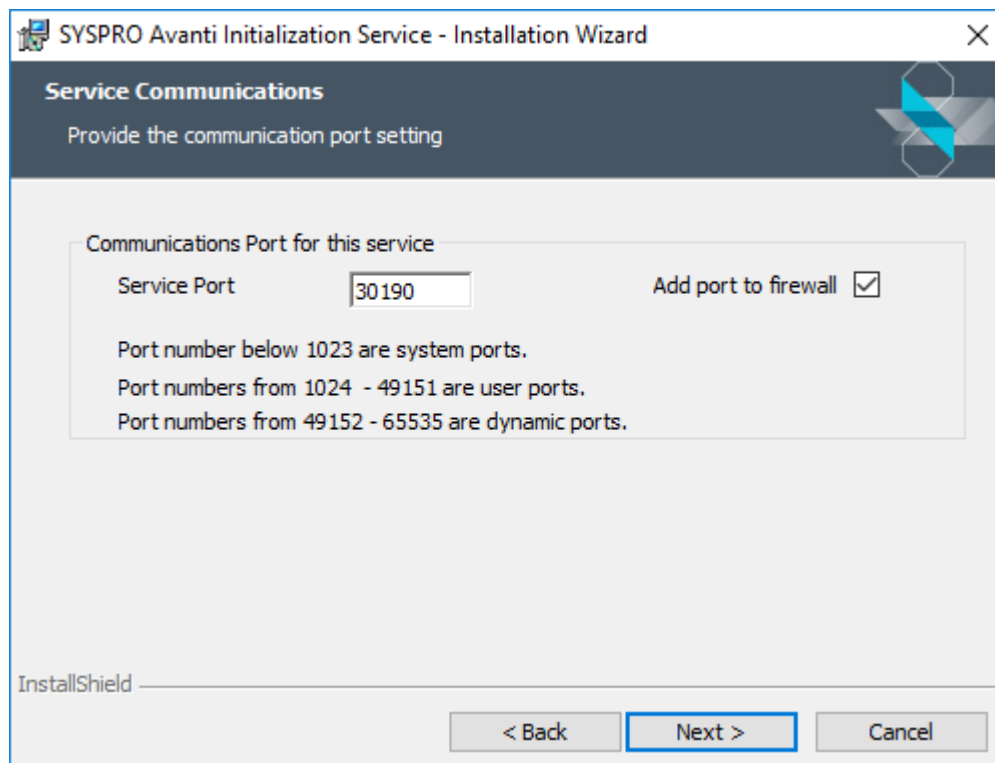 SYSPRO Avanti Initialization Service - Installation Wizard
Service Communications
Provide the communication port setting
Communications Port for this service
Service Port 30190 Add port to firewall
Port number below 1023 are system ports.
Port numbers from 1024 - 49151 are user ports.
Port numbers from 49152 - 65535 are dynamic ports.
InstallShield
< Back Next > Cancel